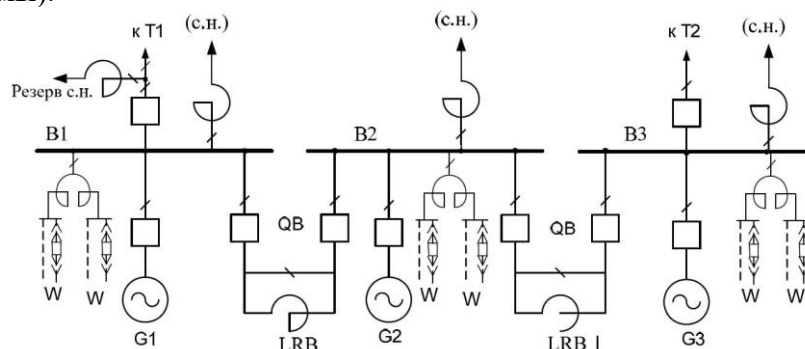 (с.н.)
(с.н.)
(с.н.)
к Т1
к Т2
Резерв с.н.
В1
В2
В3
QB
QB
W
W
W
W
W
W
G1
LRB
G2
LRB
G3